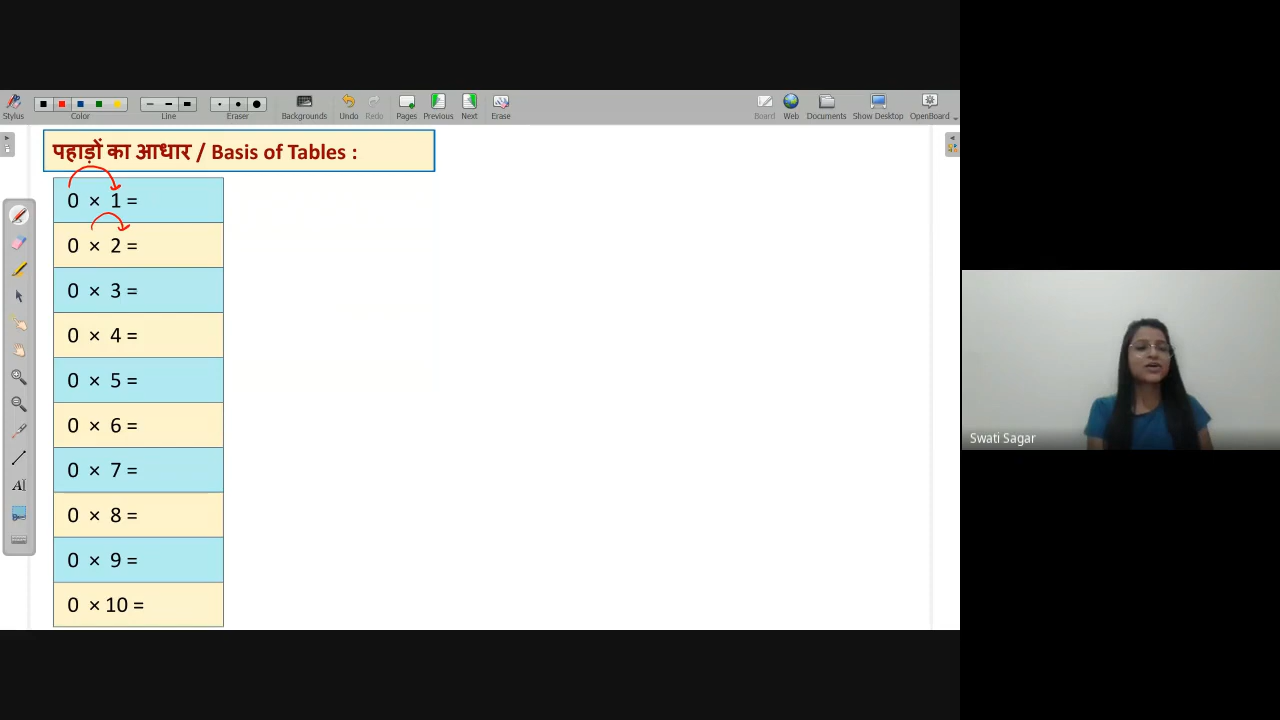 Stylus
Color
Line
Eraser
Backgrounds
Undo
Redo
Pages
Previous
Next
Erase
Board
Web
Documents
Show Desktop
OpenBoard
पहाड़ों का आधार / Basis of Tables :
0 × 1 =
0 × 2 =
0 × 3 =
0 × 4 =
0 × 5 =
0 × 6 =
0 × 7 =
0 × 8 =
0 × 9 =
0 × 10 =
Swati Sagar